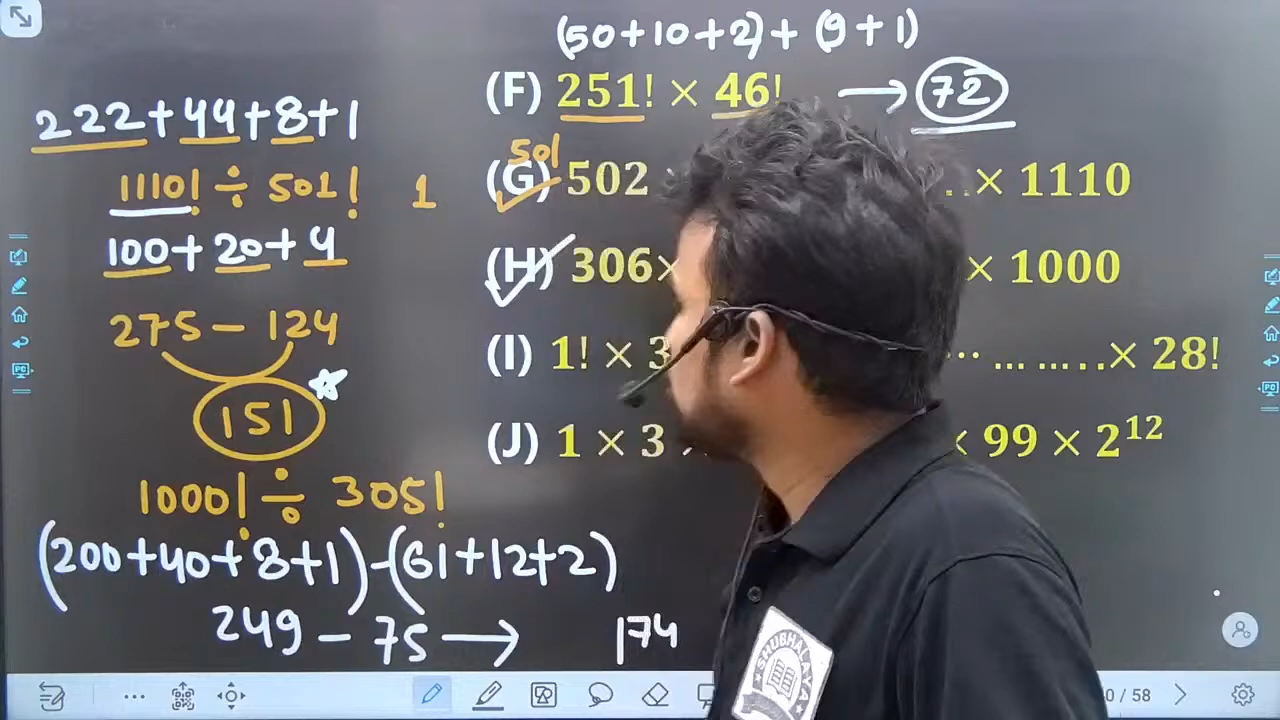 (50+10+2)+(9+1)
(F) 251! × 46! → 72
222+44+8+1
1110! ÷ 501! 1
501
(G) 502 . . × 1110
100+20+4
(H) 306× × 1000
275 - 124
(I) 1! × 3 ... ... ... . . × 28!
151
(J) 1 × 3 × 99 × 2¹²
1000! ÷ 305!
(200+40+8+1)-(61+12+2)
249 - 75 → 174
SHUBHALAYA
0 / 58